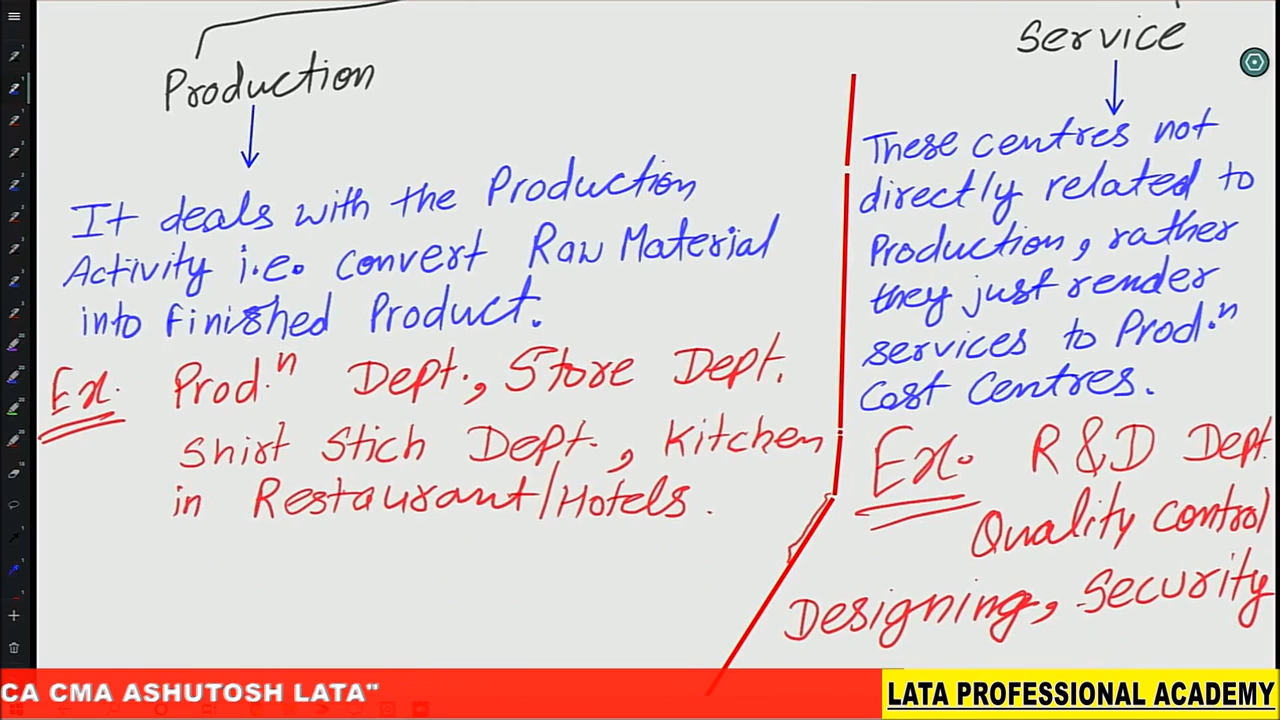 Production
It deals with the Production
Activity i.e. convert Raw Material
into Finished Product.
Ex. Prod.ⁿ Dept., Store Dept.
Shirt Stich Dept., Kitchen
in Restaurant/Hotels.
Service
These centres not
directly related to
Production, rather
they just render
services to Prod.ⁿ
Cost Centres.
Ex. R&D Dept.
Quality control
Designing, Security
CA CMA ASHUTOSH LATA"
LATA PROFESSIONAL ACADEMY